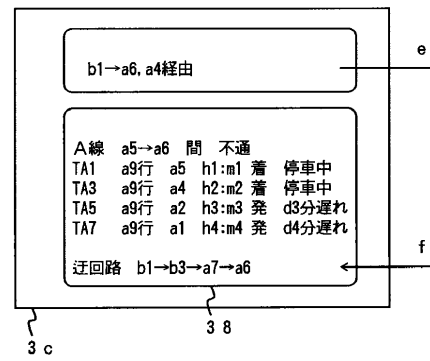 b1→a6,a4経由
e
A線 a5→a6 間 不通
TA1 a9行 a5 h1:m1 着 停車中
TA3 a9行 a4 h2:m2 着 停車中
TA5 a9行 a2 h3:m3 発 d3分遅れ
TA7 a9行 a1 h4:m4 発 d4分遅れ
迂回路 b1→b3→a7→a6
f
38
3c